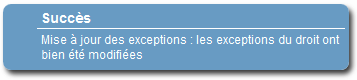 Succès
Mise à jour des exceptions : les exceptions du droit ont
bien été modifiées